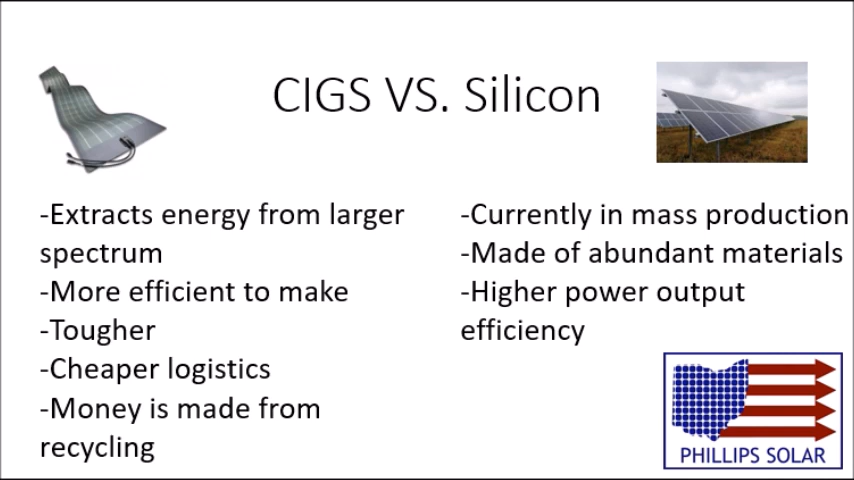 CIGS VS. Silicon
-Extracts energy from larger
spectrum
-More efficient to make
-Tougher
-Cheaper logistics
-Money is made from
recycling
-Currently in mass production
-Made of abundant materials
-Higher power output
efficiency
PHILLIPS SOLAR